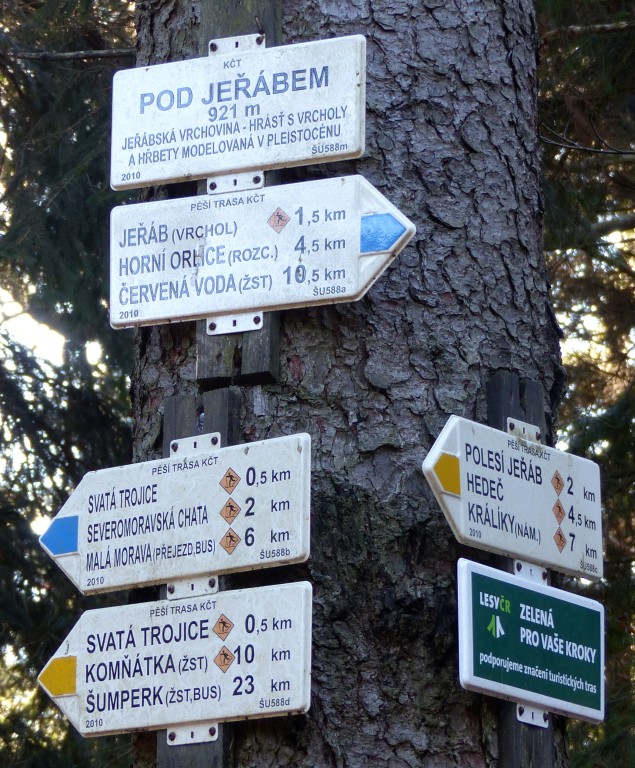 KČT
POD JEŘÁBEM
921 m
JEŘÁBSKÁ VRCHOVINA - HRÁSŤ S VRCHOLY
A HŘBETY MODELOVANÁ V PLEISTOCÉNU
2010 ŠU588m
PĚŠÍ TRASA KČT
JEŘÁB (VRCHOL) 1,5 km
HORNÍ ORLICE (ROZC.) 4,5 km
ČERVENÁ VODA (ŽST) 10,5 km
2010 ŠU588a
PĚŠÍ TRASA KČT
SVATÁ TROJICE 0,5 km
SEVEROMORAVSKÁ CHATA 2 km
MALÁ MORAVA (PŘEJEZD,BUS) 6 km
2010 ŠU588b
PĚŠÍ TRASA KČT
SVATÁ TROJICE 0,5 km
KOMŇÁTKA (ŽST) 10 km
ŠUMPERK (ŽST,BUS) 23 km
2010 ŠU588d
PĚŠÍ TRASA KČT
POLESÍ JEŘÁB 2 km
HEDEČ 4,5 km
KRÁLÍKY (NÁM.) 7 km
2010 ŠU588c
LESY ČR
ZELENÁ
PRO VAŠE KROKY
podporujeme značení turistických tras